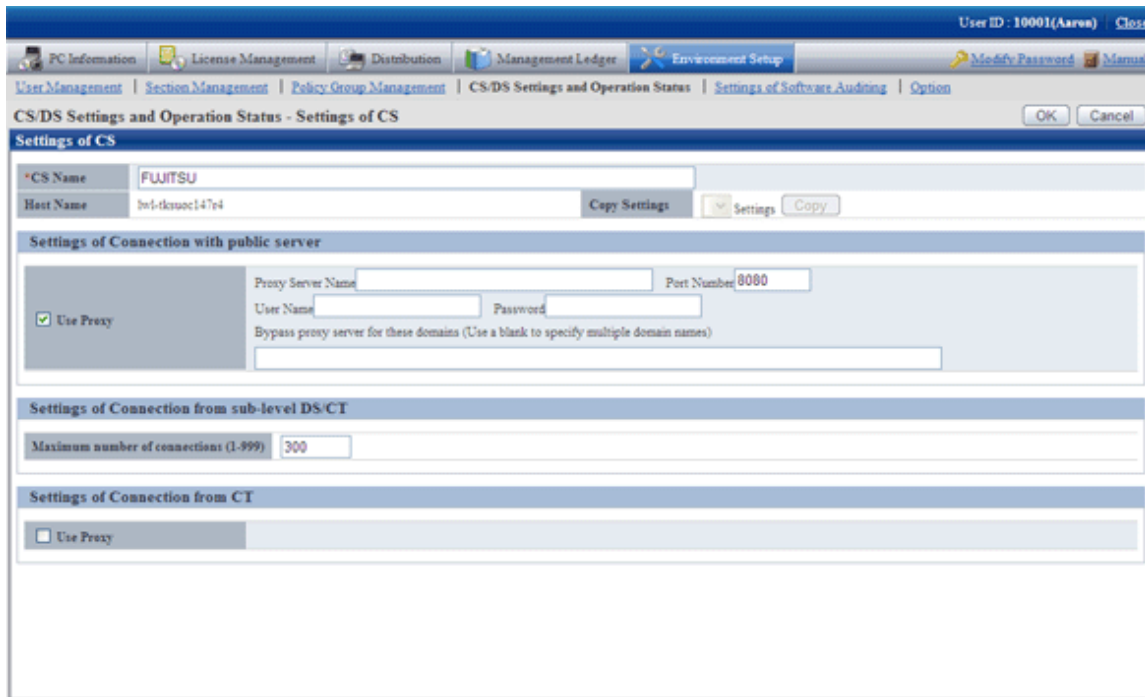 User ID : 10001(Aaron) | Close
PC Information License Management Distribution Management Ledger Environment Setup Modify Password Manual
User Management | Section Management | Policy Group Management | CS/DS Settings and Operation Status | Settings of Software Auditing | Option
CS/DS Settings and Operation Status - Settings of CS OK Cancel
Settings of CS
*CS Name FUJITSU
Host Name Copy Settings Settings Copy
Settings of Connection with public server
Proxy Server Name Port Number 8080
Use Proxy User Name Password
Bypass proxy server for these domains (Use a blank to specify multiple domain names)
Settings of Connection from sub-level DS/CT
Maximum number of connections (1-999) 300
Settings of Connection from CT
Use Proxy